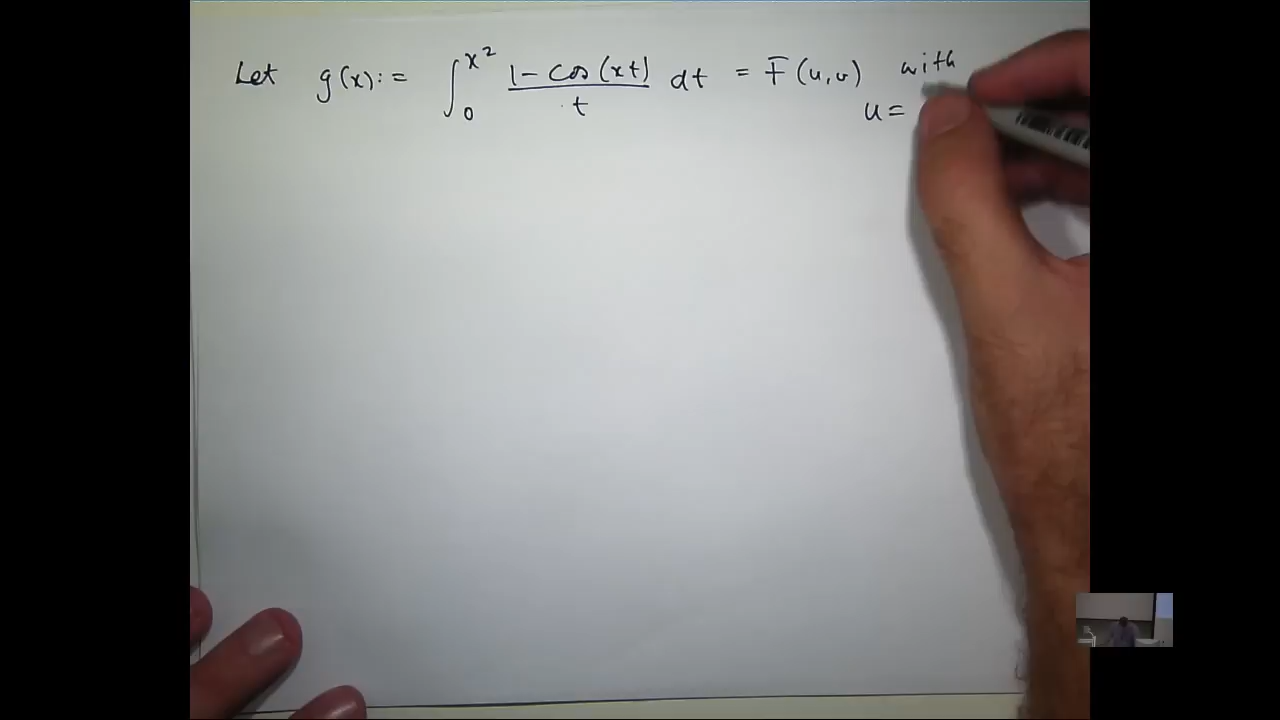 Let g(x) := ∫₀^{x²} (1 - cos(xt))/t dt = F(u,v) with
u =